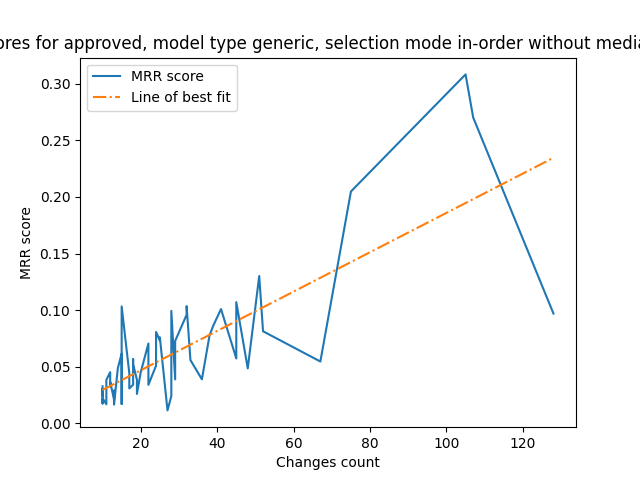 for approved, model type generic, selection mode in-order without
MRR score
Line of best fit
0.30
0.25
0.20
0.15
0.10
0.05
0.00
MRR score
20
40
60
80
100
120
Changes count